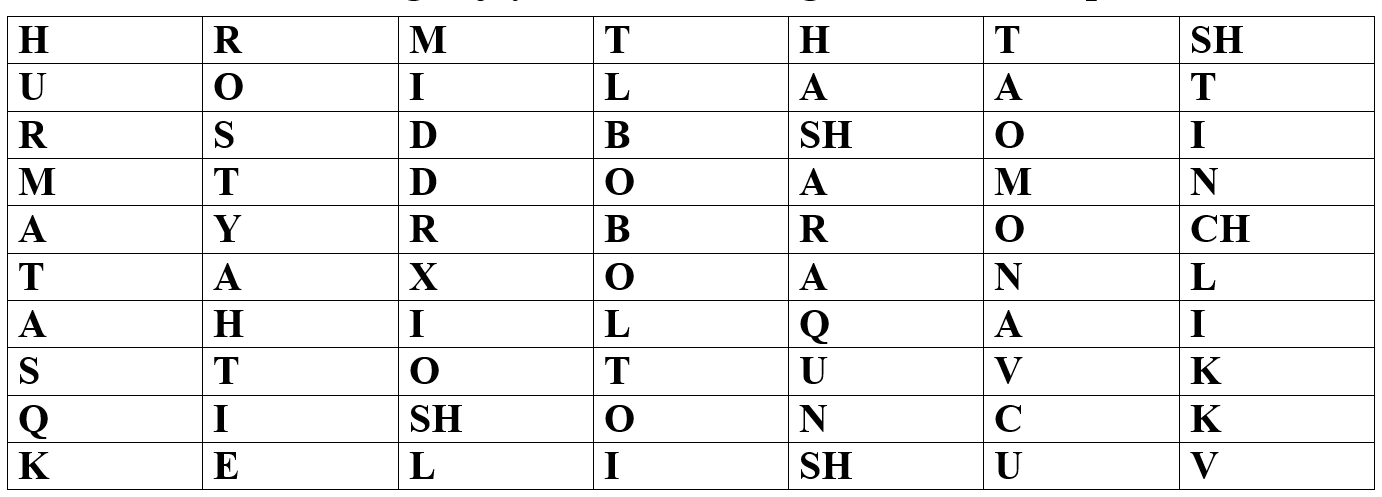 H R M T H T SH
U O I L A A T
R S D B SH O I
M T D O A M N
A Y R B R O CH
T A X O A N L
A H I L Q A I
S T O T U V K
Q I SH O N C K
K E L I SH U V